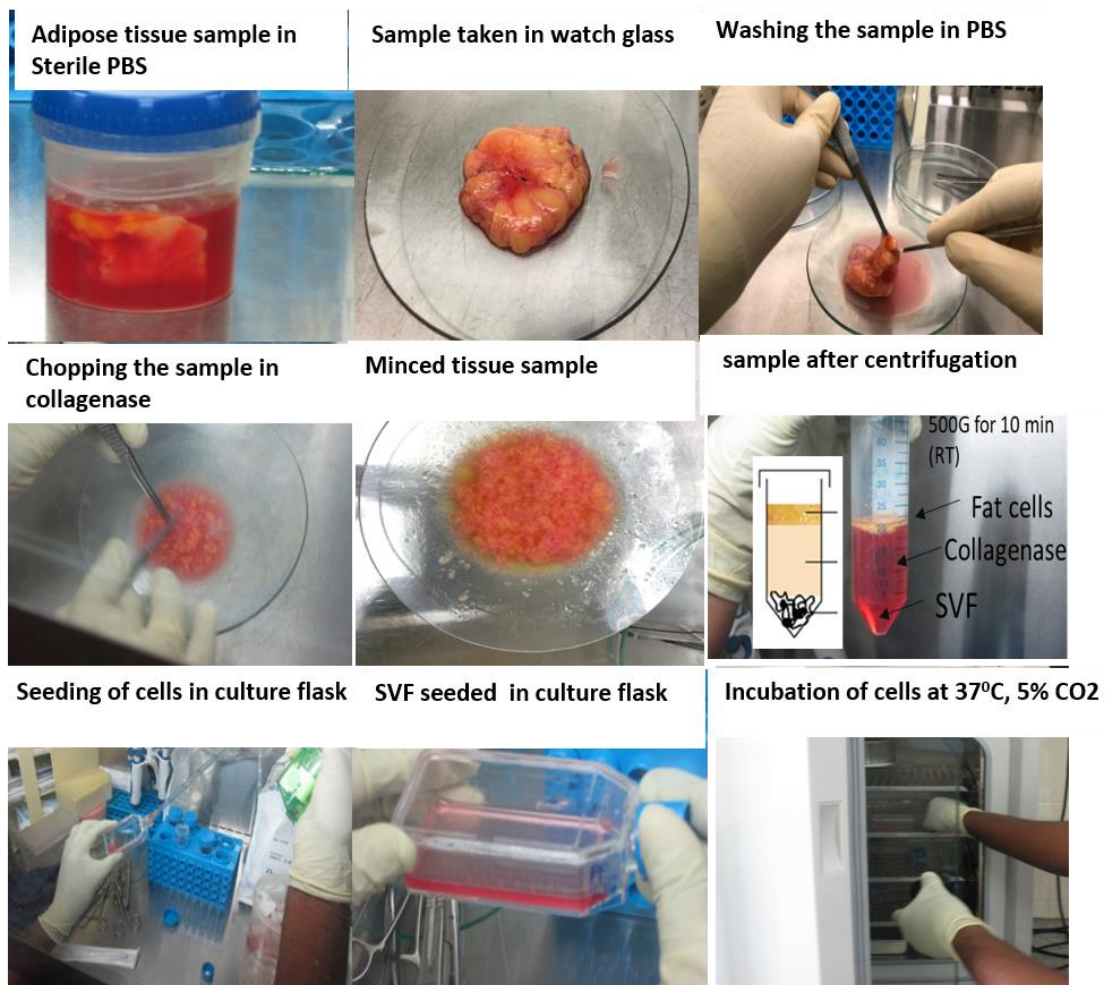 Adipose tissue sample in
Sterile PBS
Sample taken in watch glass
Washing the sample in PBS
Chopping the sample in
collagenase
Minced tissue sample
sample after centrifugation
500G for 10 min
(RT)
Fat cells
Collagenase
SVF
Seeding of cells in culture flask
SVF seeded  in culture flask
Incubation of cells at 37⁰C, 5% CO2